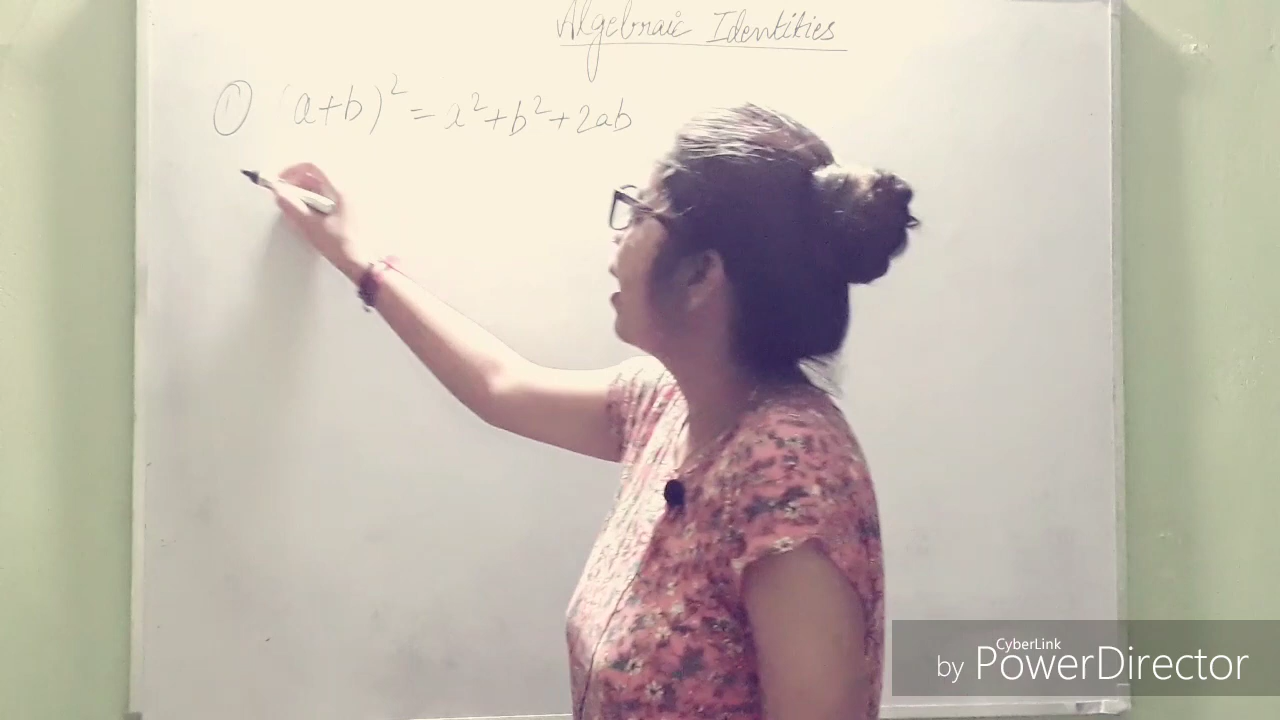 Algebraic Identities
① (a+b)² = a²+b²+2ab
CyberLink
by PowerDirector